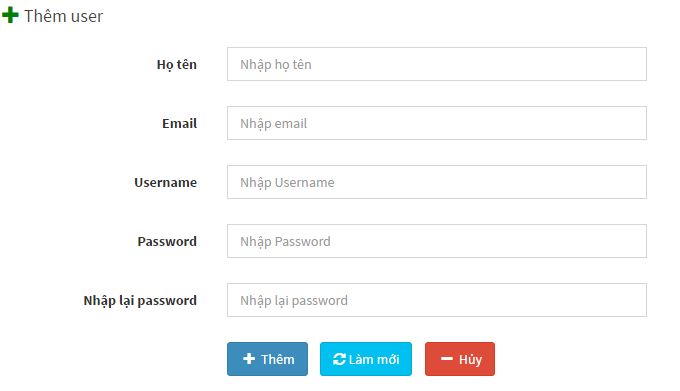 Thêm user
Họ tên Nhập họ tên
Email Nhập email
Username Nhập Username
Password Nhập Password
Nhập lại password Nhập lại password
Thêm Làm mới Hủy